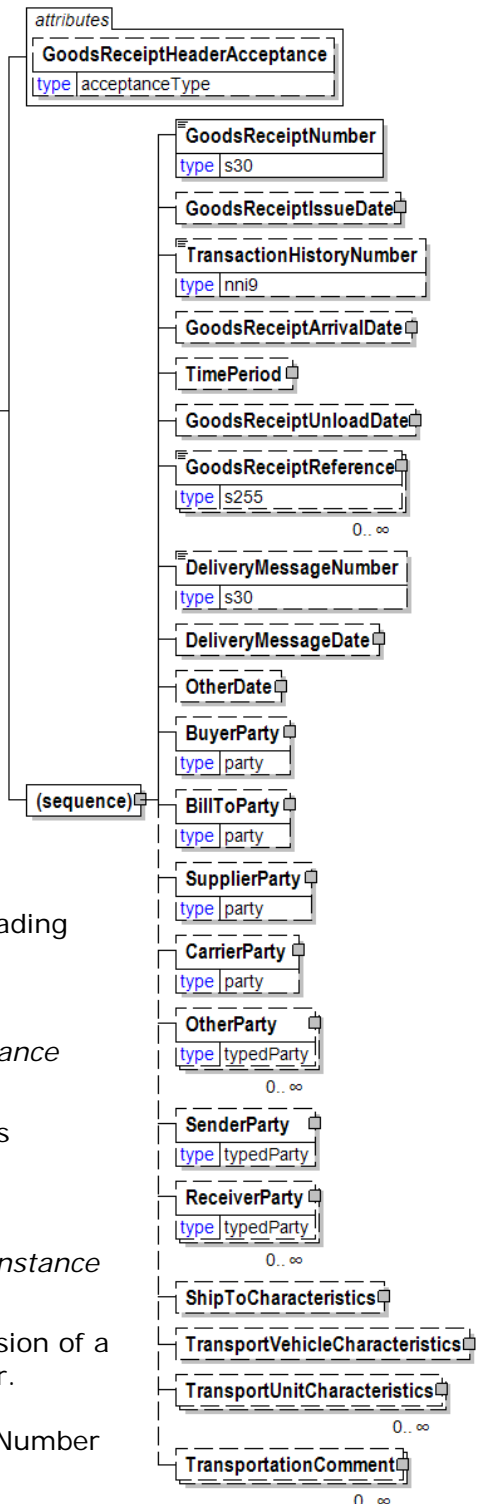 attributes
GoodsReceiptHeaderAcceptance
type acceptanceType
GoodsReceiptNumber
type s30
GoodsReceiptIssueDate
TransactionHistoryNumber
type nni9
GoodsReceiptArrivalDate
TimePeriod
GoodsReceiptUnloadDate
GoodsReceiptReference
type s255
0.. ∞
DeliveryMessageNumber
type s30
DeliveryMessageDate
OtherDate
BuyerParty
type party
(sequence)
BillToParty
type party
SupplierParty
type party
CarrierParty
type party
OtherParty
type typedParty
0.. ∞
SenderParty
type typedParty
ReceiverParty
type typedParty
0.. ∞
ShipToCharacteristics
TransportVehicleCharacteristics
TransportUnitCharacteristics
0.. ∞
TransportationComment
0.. ∞
ading
ance
s
nstance
sion of a
r.
Number